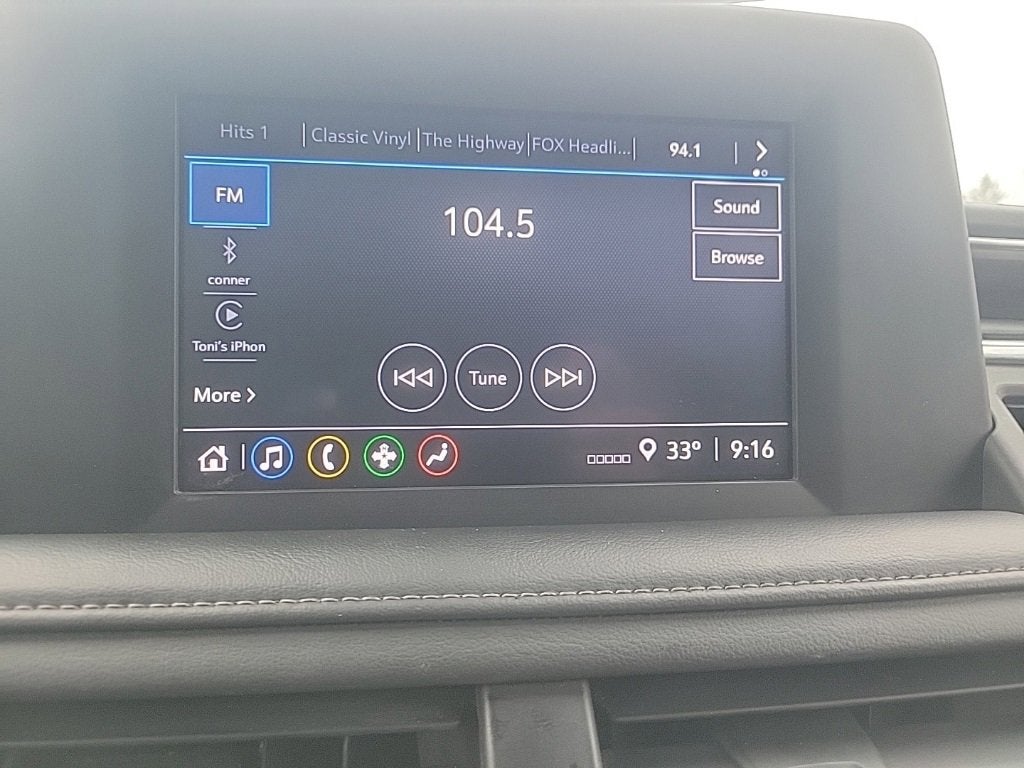 Hits 1 | Classic Vinyl | The Highway | FOX Headli... | 94.1 | >
FM
104.5
Sound
Browse
conner
Toni's iPhon
More >
Tune
33° | 9:16